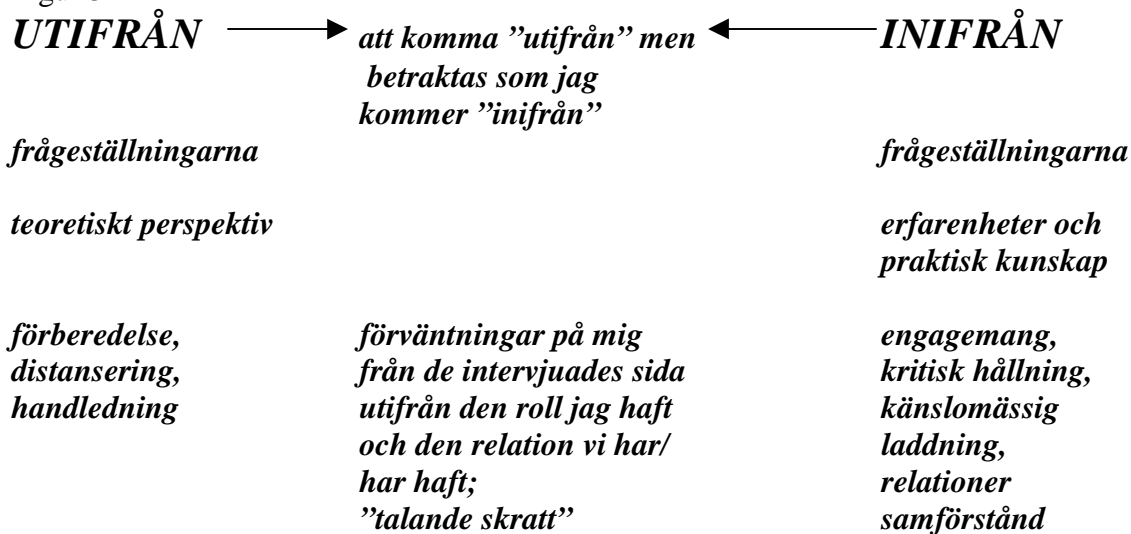 UTIFRÅN
att komma ”utifrån” men
betraktas som jag
kommer ”inifrån”
INIFRÅN
frågeställningarna
frågeställningarna
teoretiskt perspektiv
erfarenheter och
praktisk kunskap
förberedelse,
distansering,
handledning
förväntningar på mig
från de intervjuades sida
utifrån den roll jag haft
och den relation vi har/
har haft;
”talande skratt”
engagemang,
kritisk hållning,
känslomässig
laddning,
relationer
samförstånd